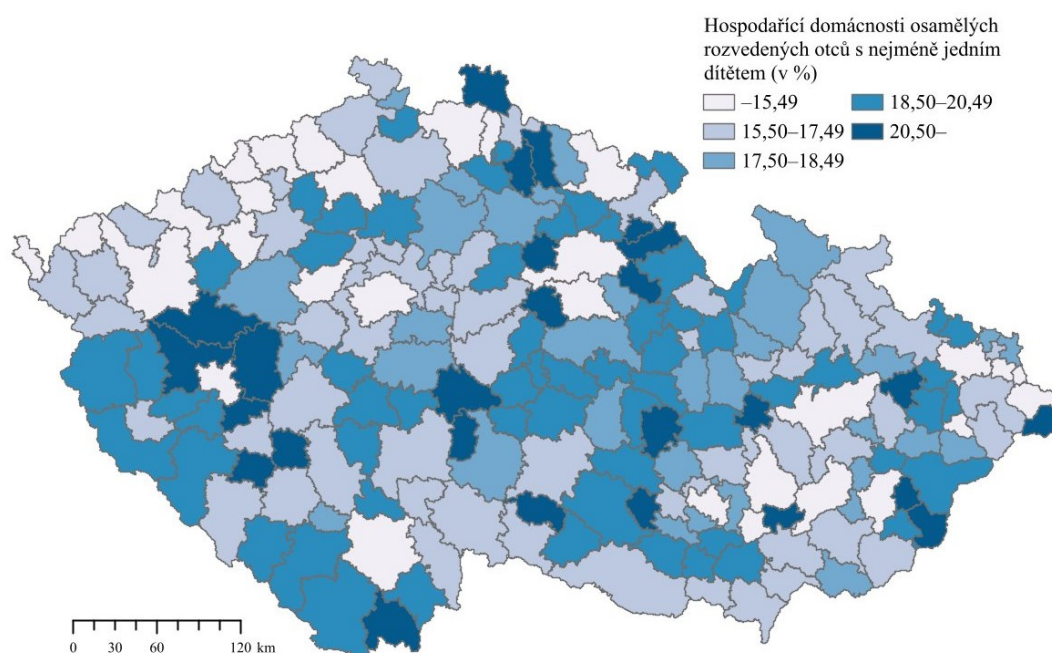 Hospodařící domácnosti osamělých
rozvedených otců s nejméně jedním
dítětem (v %)
–15,49
18,50–20,49
15,50–17,49
20,50–
17,50–18,49
0 30 60 120 km